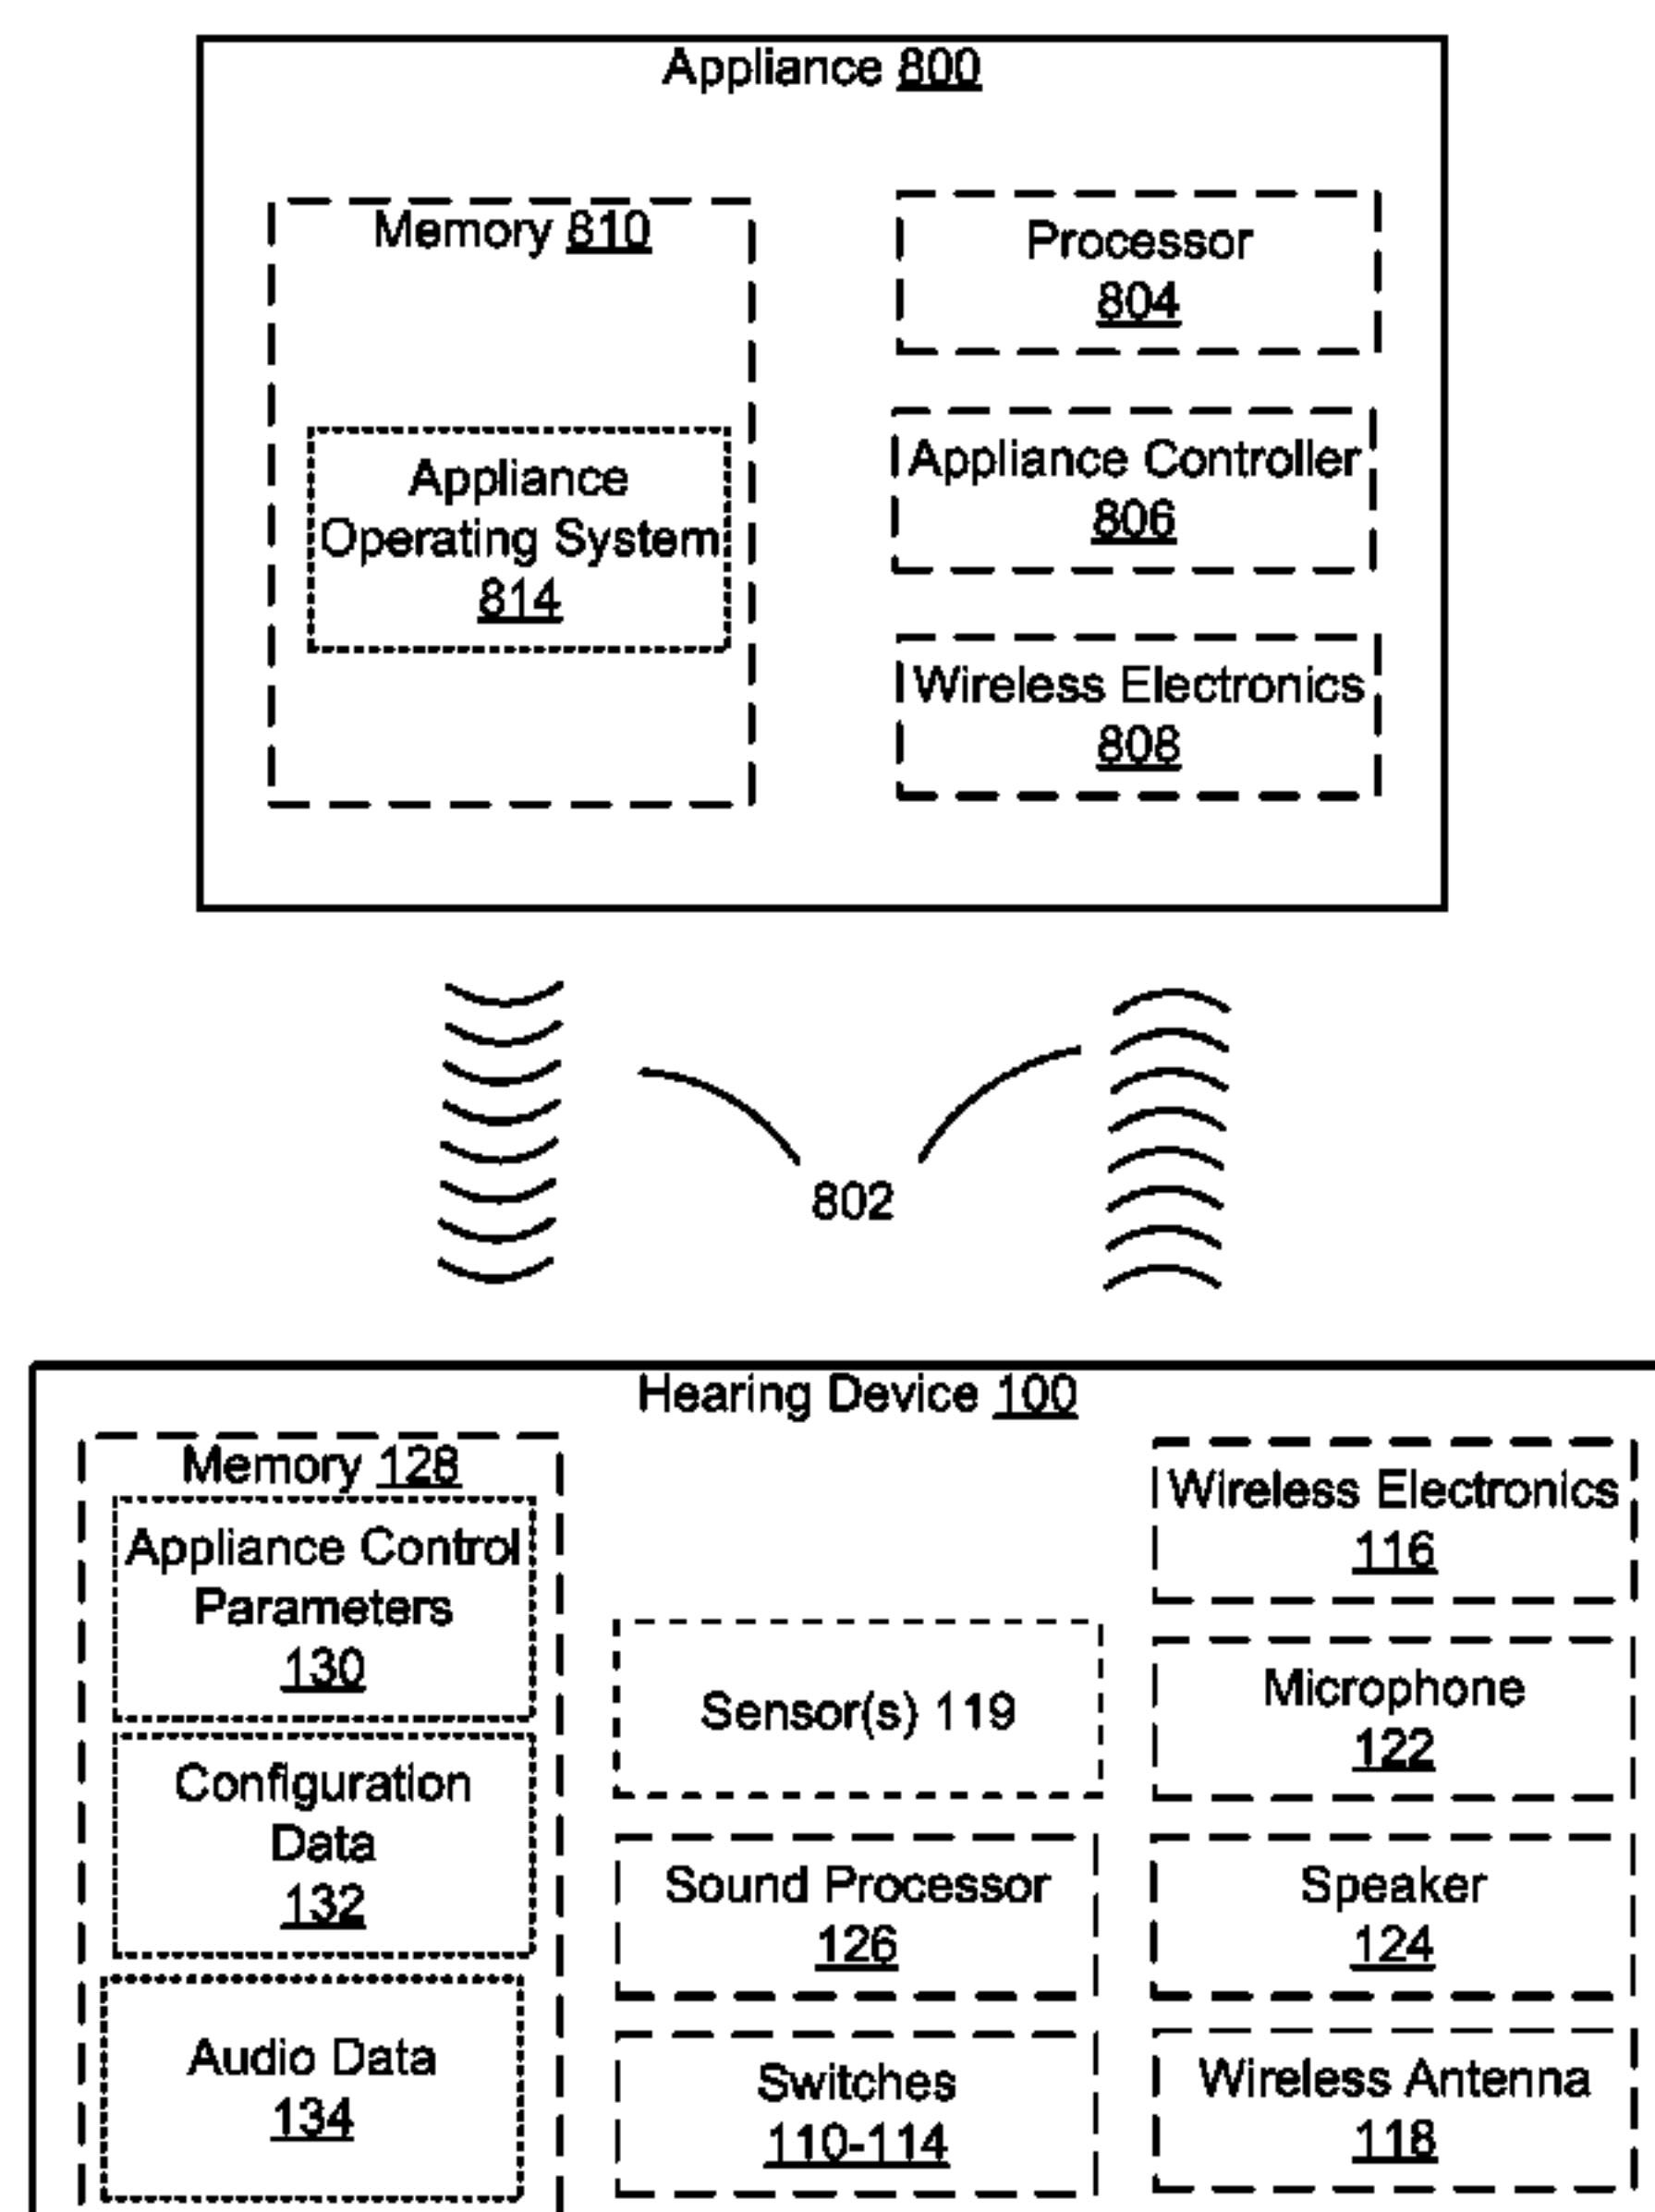 Appliance 800
Memory 810
Appliance
Operating System
814
Processor
804
Appliance Controller
806
Wireless Electronics
808
802
Hearing Device 100
Memory 128
Appliance Control
Parameters
130
Configuration
Data
132
Audio Data
134
Sensor(s) 119
Sound Processor
126
Switches
110-114
Wireless Electronics
116
Microphone
122
Speaker
124
Wireless Antenna
118